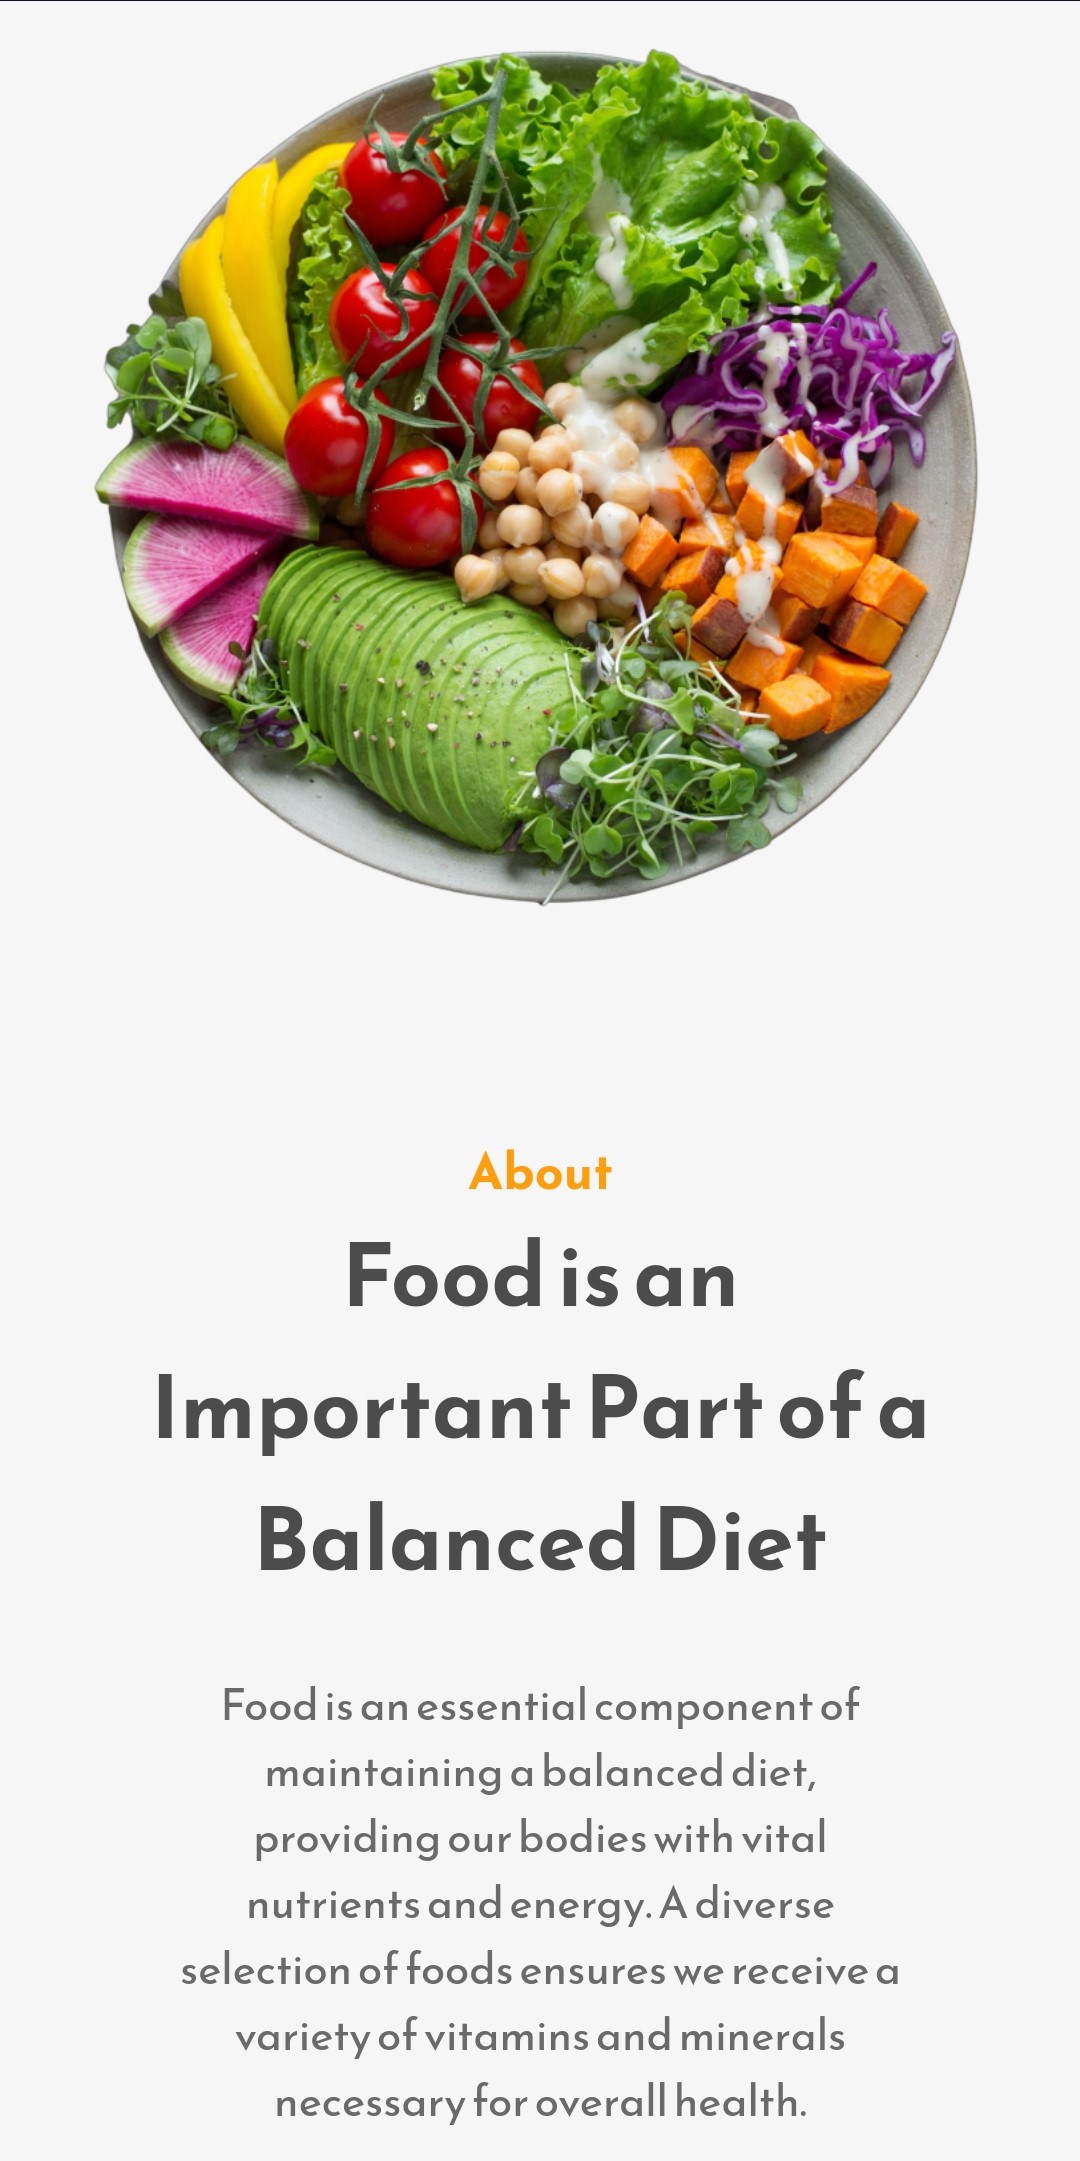 About
Food is an
Important Part of a
Balanced Diet
Food is an essential component of
maintaining a balanced diet,
providing our bodies with vital
nutrients and energy. A diverse
selection of foods ensures we receive a
variety of vitamins and minerals
necessary for overall health.